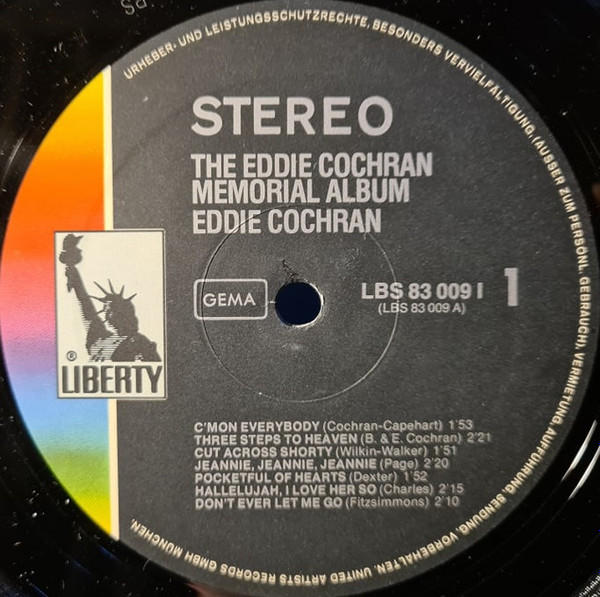 PS
URHEBER- UND LEISTUNGSSCHUTZRECHTE, BESONDERS VERVIELFÄLTIGUNG, (AUSSER ZUM PERSÖNL. GEBRAUCH), VERMIETUNG, AUFFÜHRUNG, SENDUNG, VORBEHALTEN. UNITED ARTISTS RECORDS GMBH MÜNCHEN.
STEREO
THE EDDIE COCHRAN
MEMORIAL ALBUM
EDDIE COCHRAN
GEMA
LBS 83 009 I 1
(LBS 83 009 A)
®
LIBERTY
C'MON EVERYBODY (Cochran-Capehart) 1'53
THREE STEPS TO HEAVEN (B. & E. Cochran) 2'21
CUT ACROSS SHORTY (Wilkin-Walker) 1'51
JEANNIE, JEANNIE, JEANNIE (Page) 2'20
POCKETFUL OF HEARTS (Dexter) 1'52
HALLELUJAH, I LOVE HER SO (Charles) 2'15
DON'T EVER LET ME GO (Fitzsimmons) 2'10